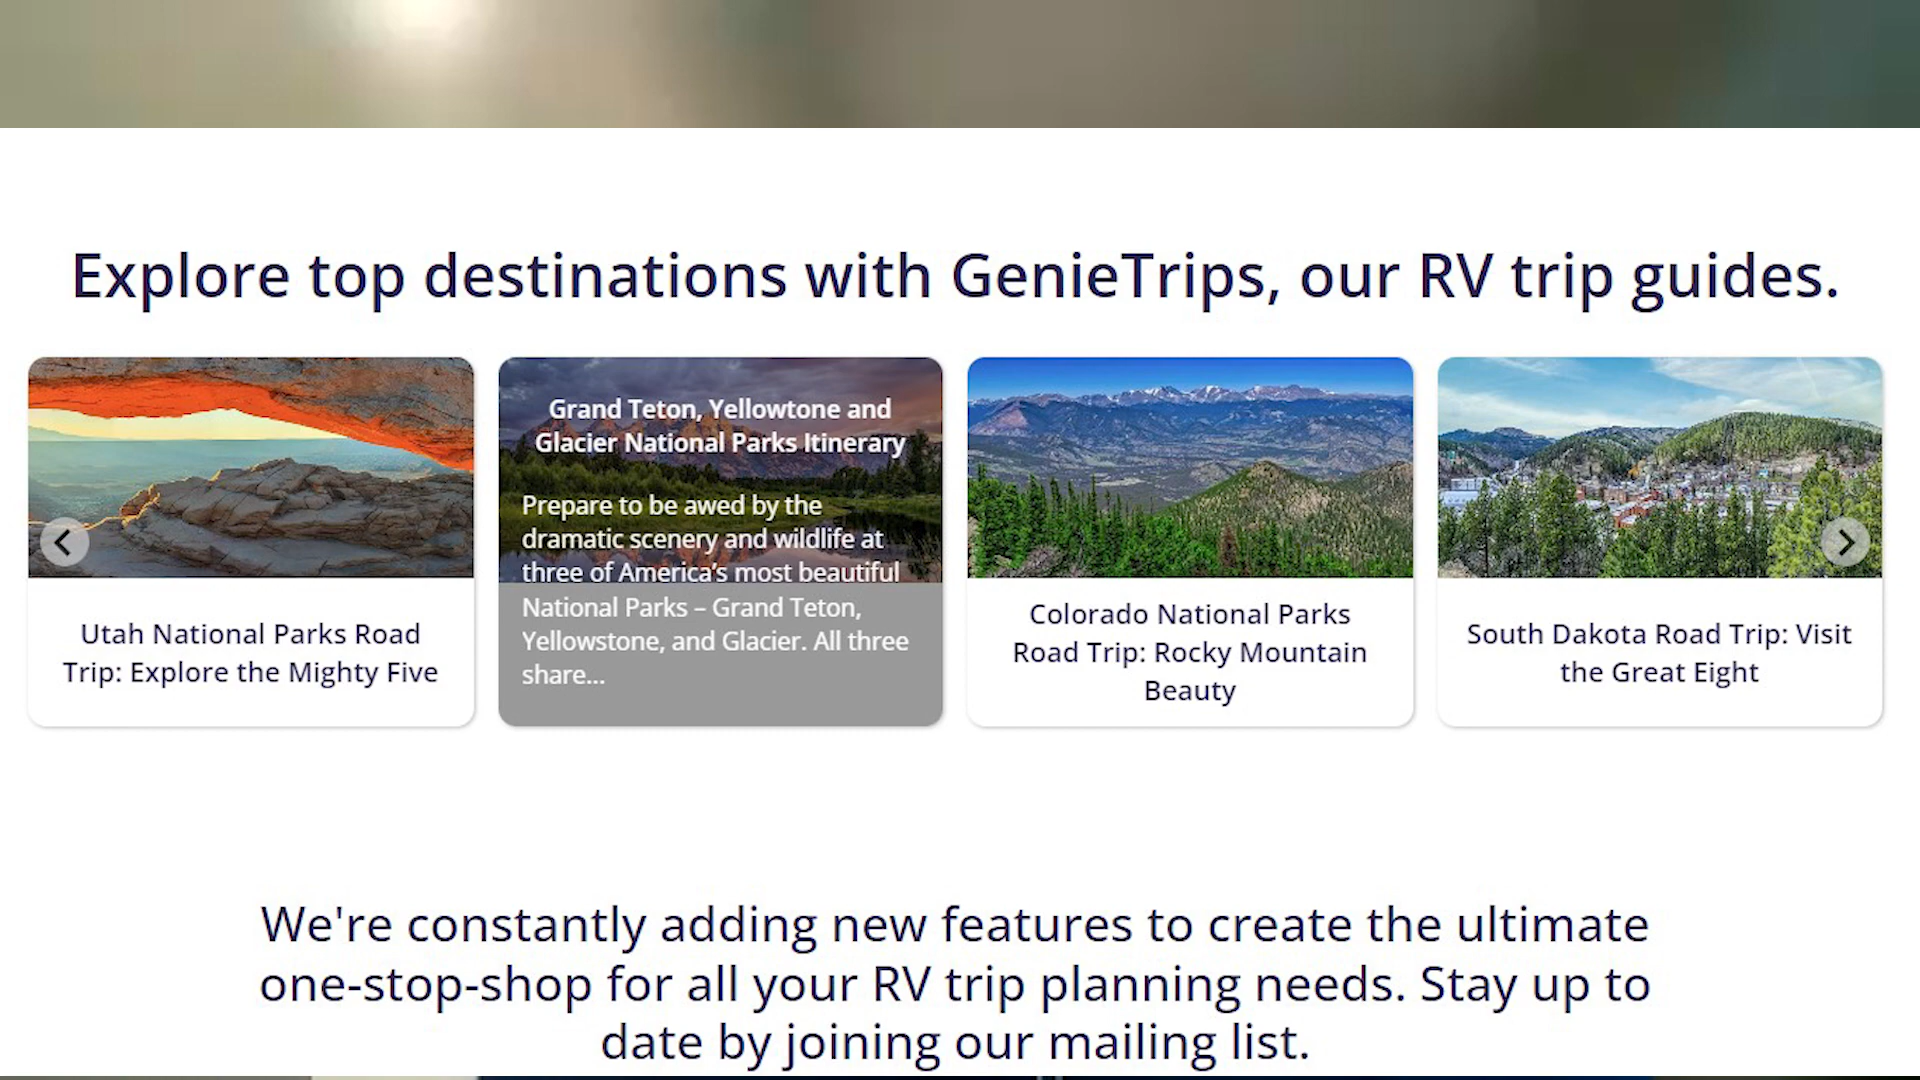 Explore top destinations with GenieTrips, our RV trip guides.
Utah National Parks Road
Trip: Explore the Mighty Five
Grand Teton, Yellowtone and
Glacier National Parks Itinerary
Prepare to be awed by the
dramatic scenery and wildlife at
three of America's most beautiful
National Parks – Grand Teton,
Yellowstone, and Glacier. All three
share...
Colorado National Parks
Road Trip: Rocky Mountain
Beauty
South Dakota Road Trip: Visit
the Great Eight
We're constantly adding new features to create the ultimate
one-stop-shop for all your RV trip planning needs. Stay up to
date by joining our mailing list.